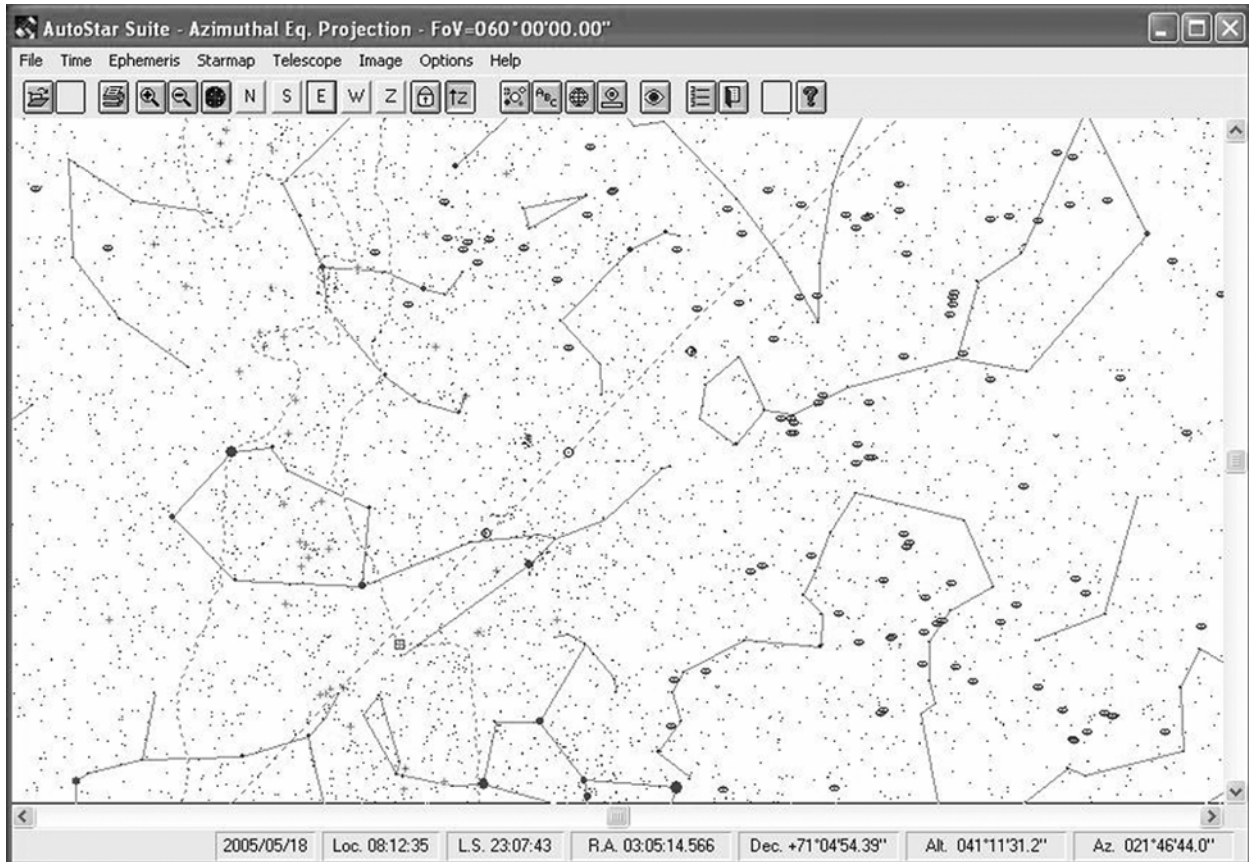 AutoStar Suite - Azimuthal Eq. Projection - FoV=060°00'00.00"
File Time Ephemeris Starmap Telescope Image Options Help
N S E W Z Z ABC ?
2005/05/18 Loc. 08:12:35 L.S. 23:07:43 R.A. 03:05:14.566 Dec. +71°04'54.39" Alt. 041°11'31.2" Az. 021°46'44.0"